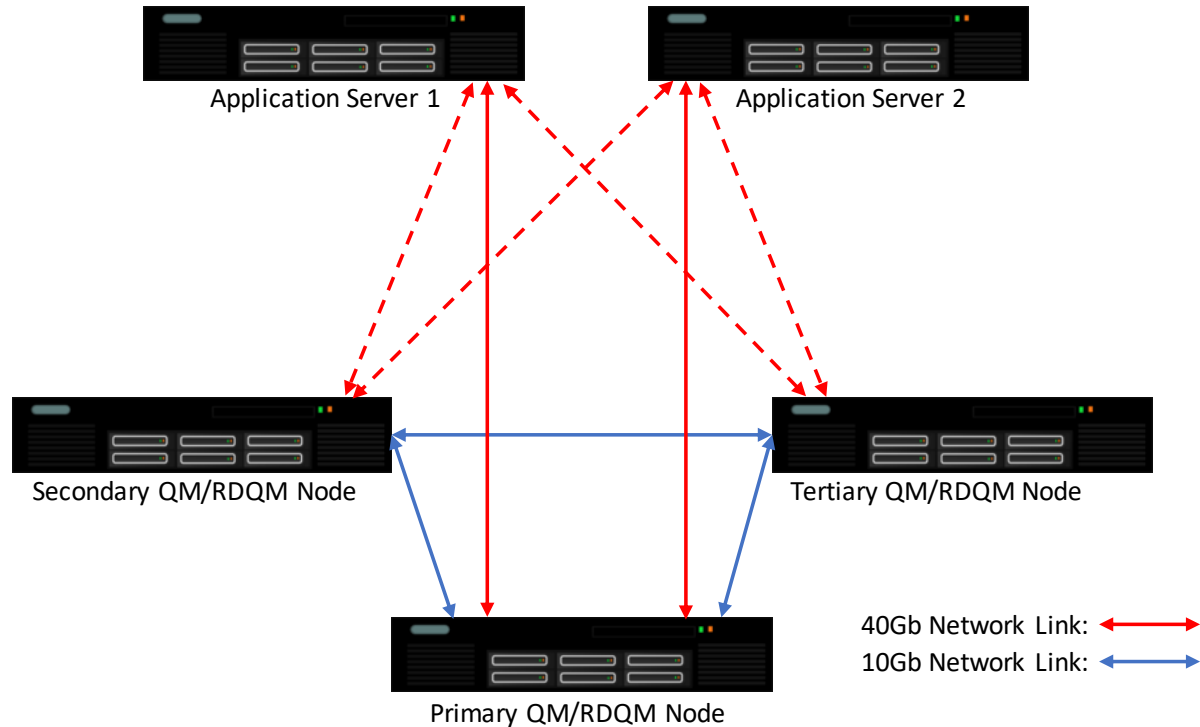 Application Server 1
Application Server 2
Secondary QM/RDQM Node
Tertiary QM/RDQM Node
40Gb Network Link:
10Gb Network Link:
Primary QM/RDQM Node